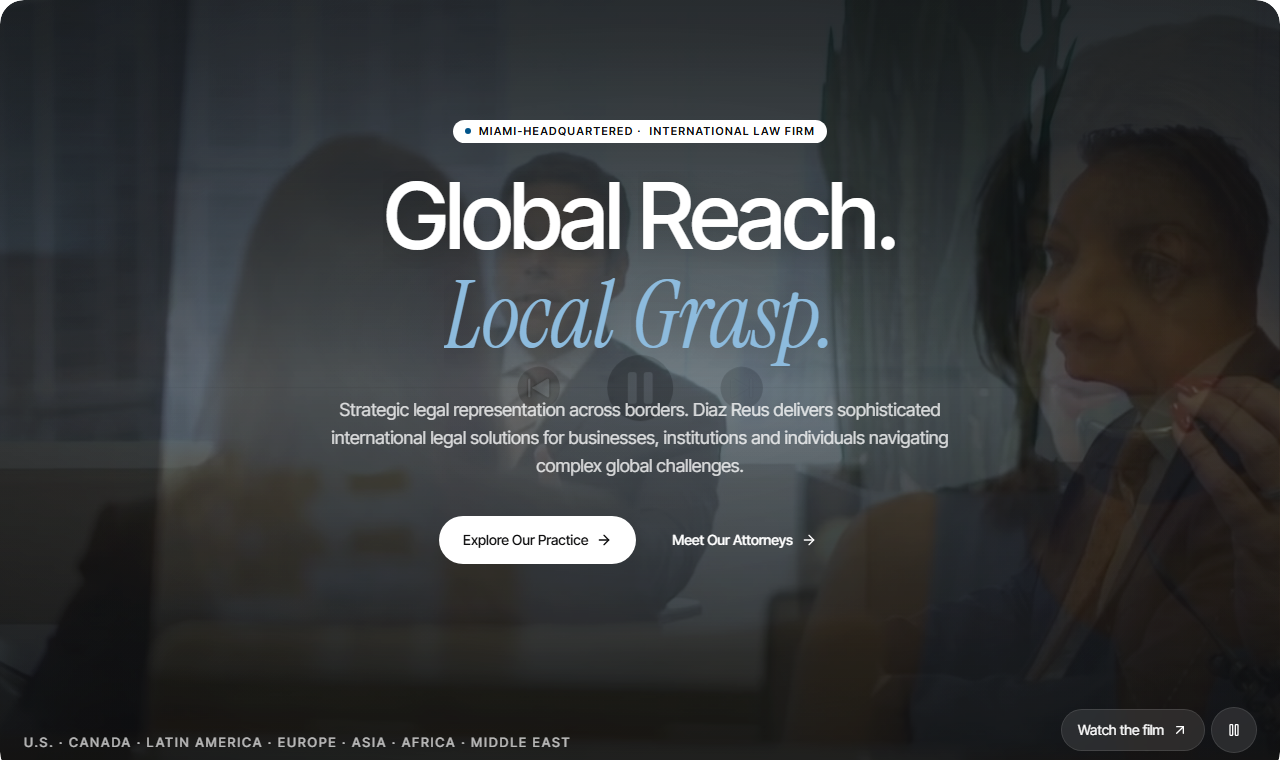 MIAMI-HEADQUARTERED · INTERNATIONAL LAW FIRM
Global Reach.
Local Grasp.
Strategic legal representation across borders. Diaz Reus delivers sophisticated
international legal solutions for businesses, institutions and individuals navigating
complex global challenges.
Explore Our Practice →
Meet Our Attorneys →
U.S. · CANADA · LATIN AMERICA · EUROPE · ASIA · AFRICA · MIDDLE EAST
Watch the film ↗